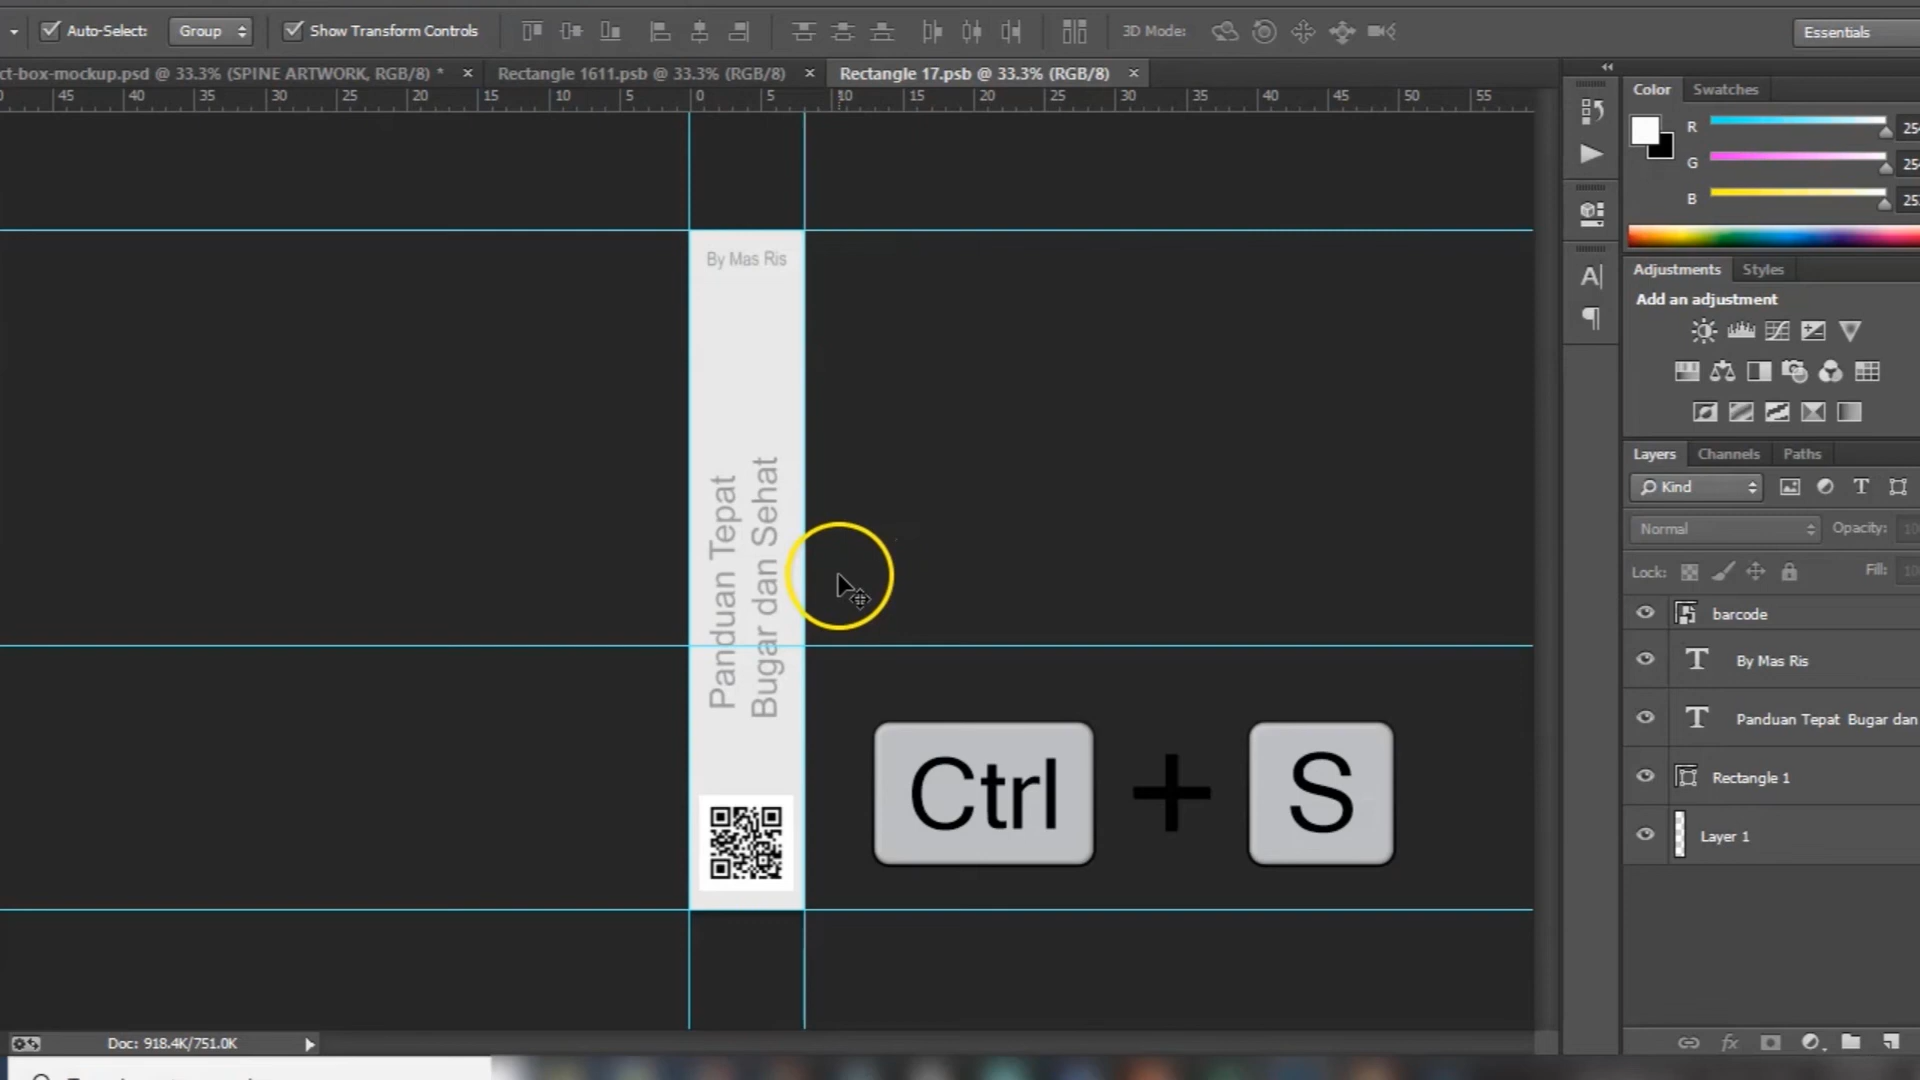 Auto-Select: Group Show Transform Controls 3D Mode: Essentials
ct-box-mockup.psd @ 33.3% (SPINE ARTWORK, RGB/8) * × Rectangle 1611.psb @ 33.3% (RGB/8) × Rectangle 17.psb @ 33.3% (RGB/8) ×
45 40 35 30 25 20 15 10 5 0 5 10 15 20 25 30 35 40 45 50 55
Color Swatches
R 254
G 254
B
Adjustments Styles
Add an adjustment
By Mas Ris
Panduan Tepat
Bugar dan Sehat
Ctrl + S
Layers Channels Paths
Kind
Normal Opacity:
Lock: Fill:
barcode
By Mas Ris
Panduan Tepat Bugar dan
Rectangle 1
Layer 1
Doc: 918.4K/751.0K